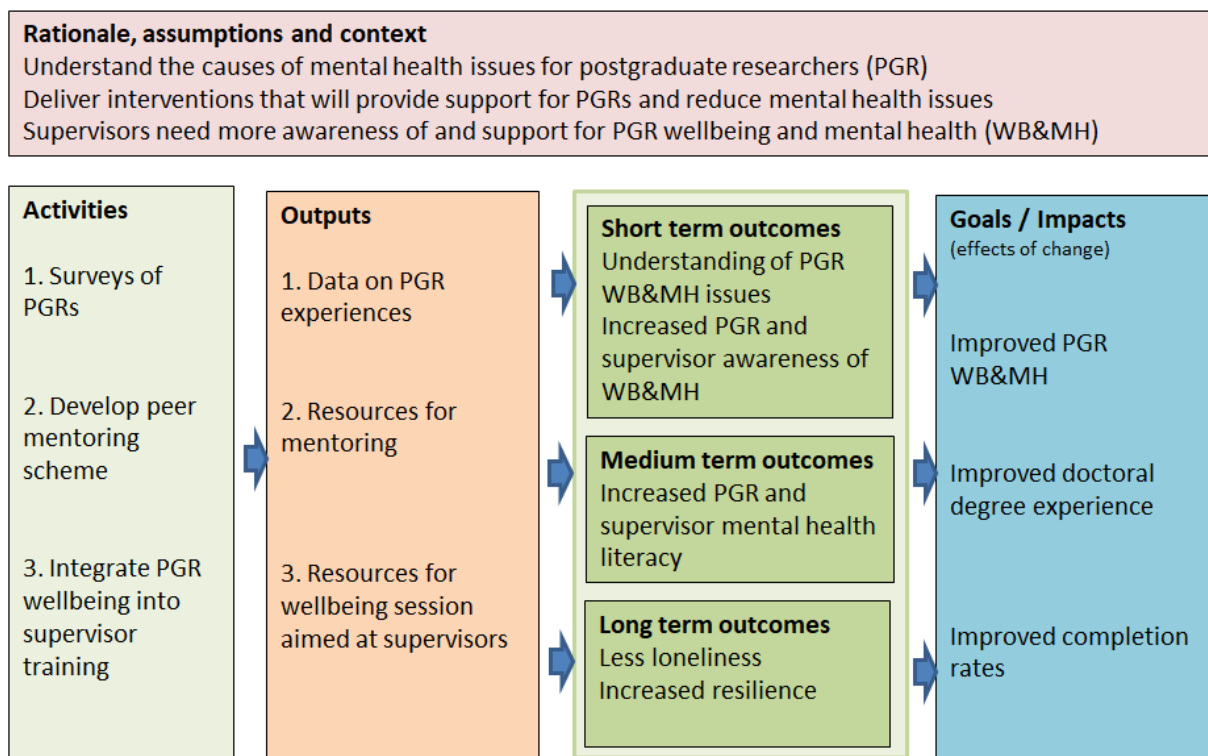 Rationale, assumptions and context
Understand the causes of mental health issues for postgraduate researchers (PGR)
Deliver interventions that will provide support for PGRs and reduce mental health issues
Supervisors need more awareness of and support for PGR wellbeing and mental health (WB&MH)
Activities
1. Surveys of
PGRs
2. Develop peer
mentoring
scheme
3. Integrate PGR
wellbeing into
supervisor
training
Outputs
1. Data on PGR
experiences
2. Resources for
mentoring
3. Resources for
wellbeing session
aimed at supervisors
Short term outcomes
Understanding of PGR
WB&MH issues
Increased PGR and
supervisor awareness of
WB&MH
Medium term outcomes
Increased PGR and
supervisor mental health
literacy
Long term outcomes
Less loneliness
Increased resilience
Goals / Impacts
(effects of change)
Improved PGR
WB&MH
Improved doctoral
degree experience
Improved completion
rates